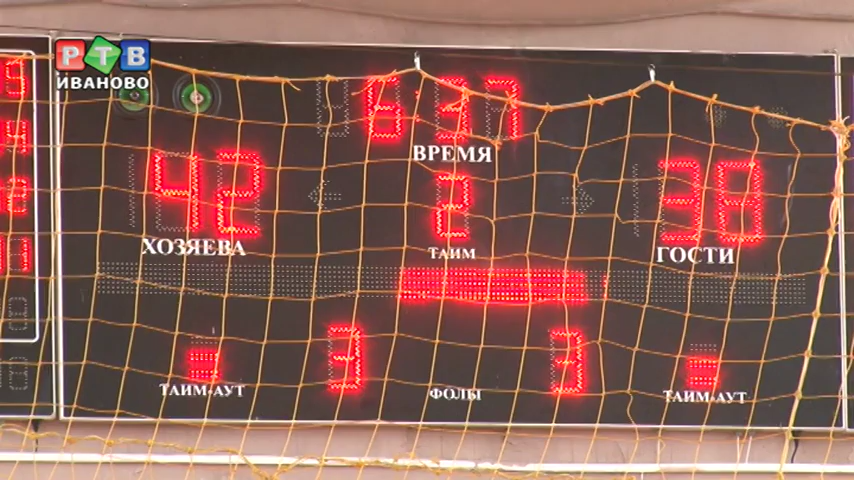 РТВ
ИВАНОВО
6:37
ВРЕМЯ
42 2 38
ХОЗЯЕВА ТАЙМ ГОСТИ
3 3
ТАЙМ-АУТ ФОЛЫ ТАЙМ-АУТ